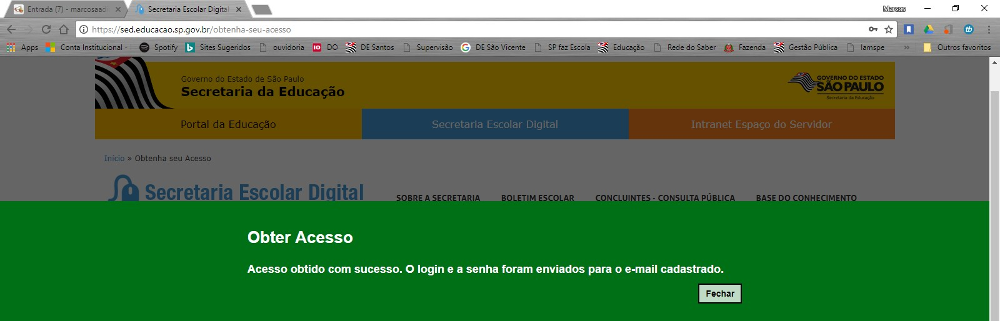 Entrada (7) - marcosaad
Secretaria Escolar Digital
Marcos
https://sed.educacao.sp.gov.br/obtenha-seu-acesso
Apps Conta Institucional - Spotify Sites Sugeridos ouvidoria IO DO DE Santos Supervisão DE São Vicente SP faz Escola Educação Rede do Saber Fazenda Gestão Pública Iamspe » Outros favoritos
Governo do Estado de São Paulo
Secretaria da Educação
GOVERNO DO ESTADO
SÃO PAULO
Secretaria da Educação
Portal da Educação
Secretaria Escolar Digital
Intranet Espaço do Servidor
Início » Obtenha seu Acesso
Secretaria Escolar Digital
SOBRE A SECRETARIA BOLETIM ESCOLAR CONCLUINTES - CONSULTA PÚBLICA BASE DO CONHECIMENTO
Obter Acesso
Acesso obtido com sucesso. O login e a senha foram enviados para o e-mail cadastrado.
Fechar